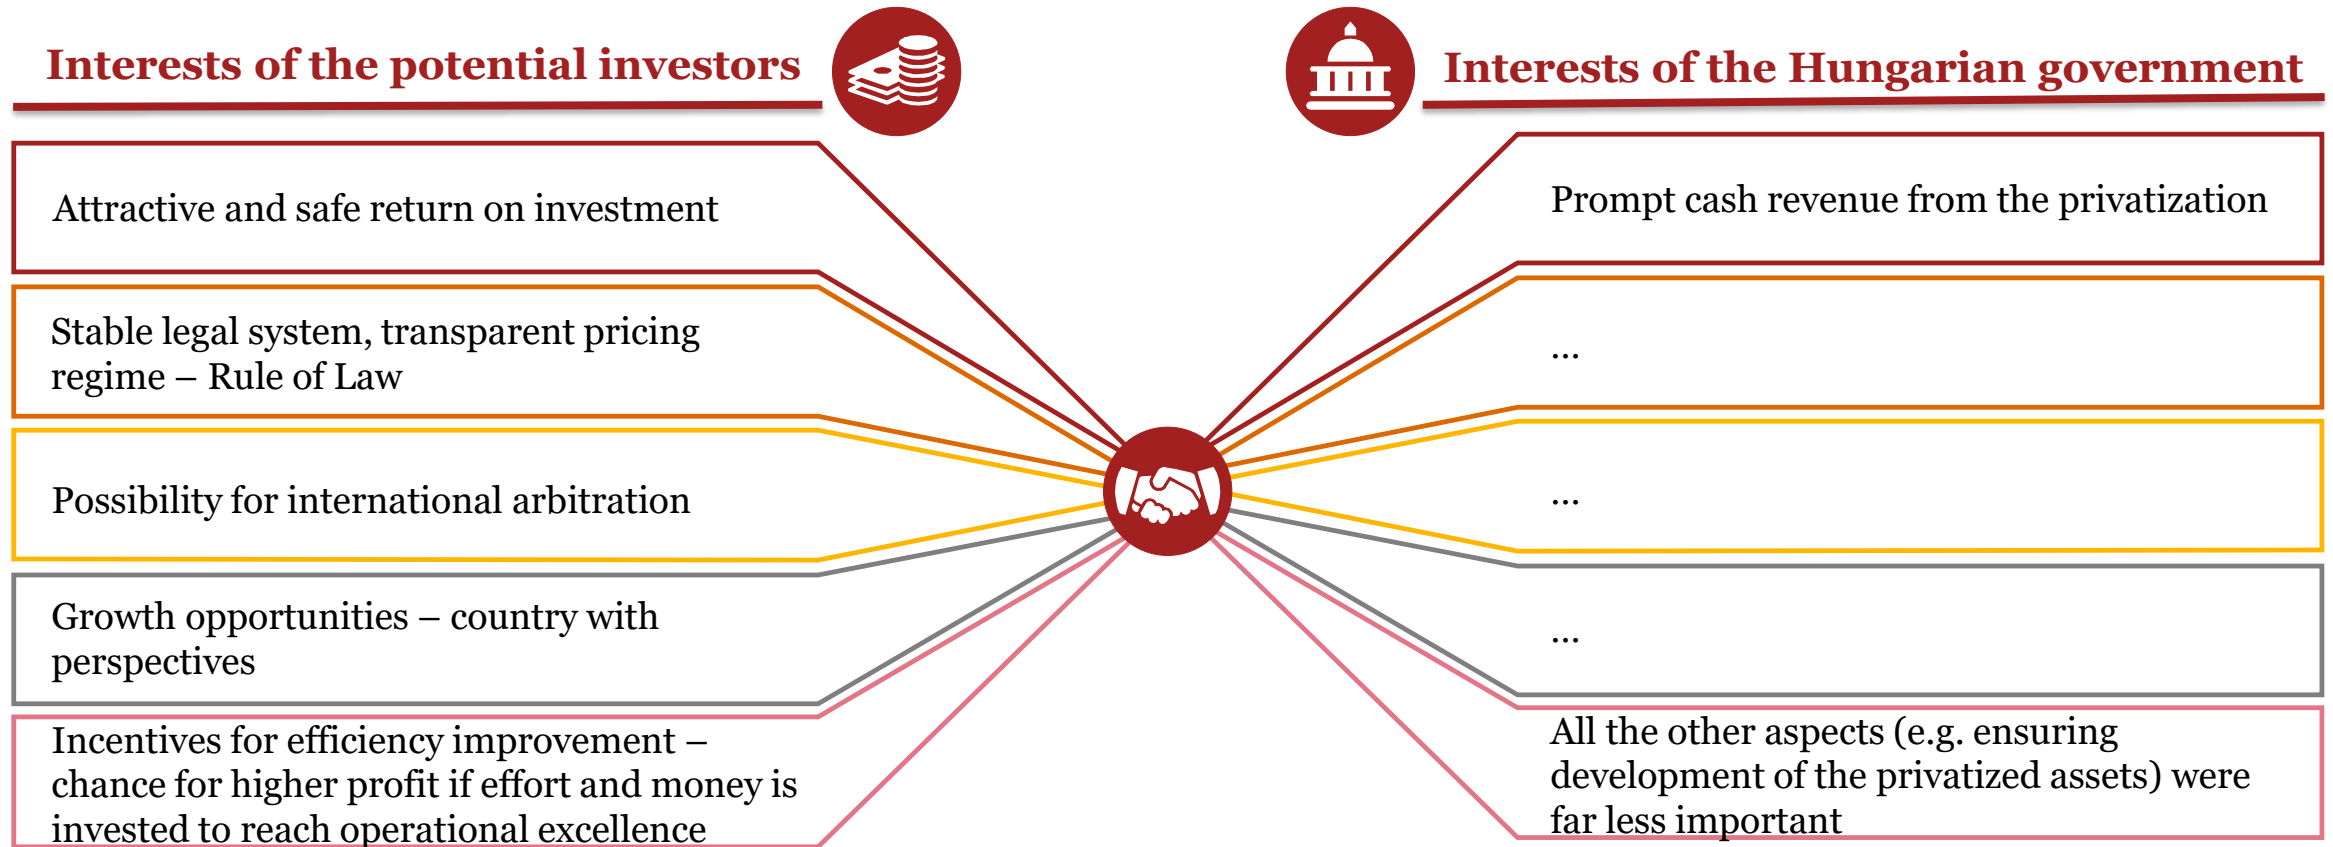 Interests of the potential investors
Attractive and safe return on investment
Stable legal system, transparent pricing
regime – Rule of Law
Possibility for international arbitration
Growth opportunities – country with
perspectives
Incentives for efficiency improvement –
chance for higher profit if effort and money is
invested to reach operational excellence
Interests of the Hungarian government
Prompt cash revenue from the privatization
...
...
...
All the other aspects (e.g. ensuring
development of the privatized assets) were
far less important